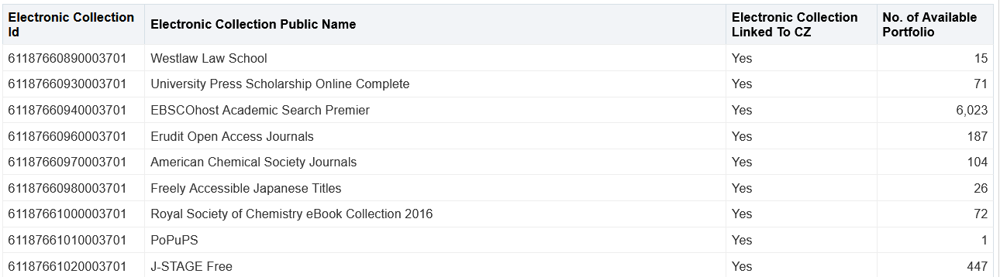 Electronic Collection Id Electronic Collection Public Name Electronic Collection Linked To CZ No. of Available Portfolio
61187660890003701 Westlaw Law School Yes 15
61187660930003701 University Press Scholarship Online Complete Yes 71
61187660940003701 EBSCOhost Academic Search Premier Yes 6,023
61187660960003701 Erudit Open Access Journals Yes 187
61187660970003701 American Chemical Society Journals Yes 104
61187660980003701 Freely Accessible Japanese Titles Yes 26
61187661000003701 Royal Society of Chemistry eBook Collection 2016 Yes 72
61187661010003701 PoPuPS Yes 1
61187661020003701 J-STAGE Free Yes 447